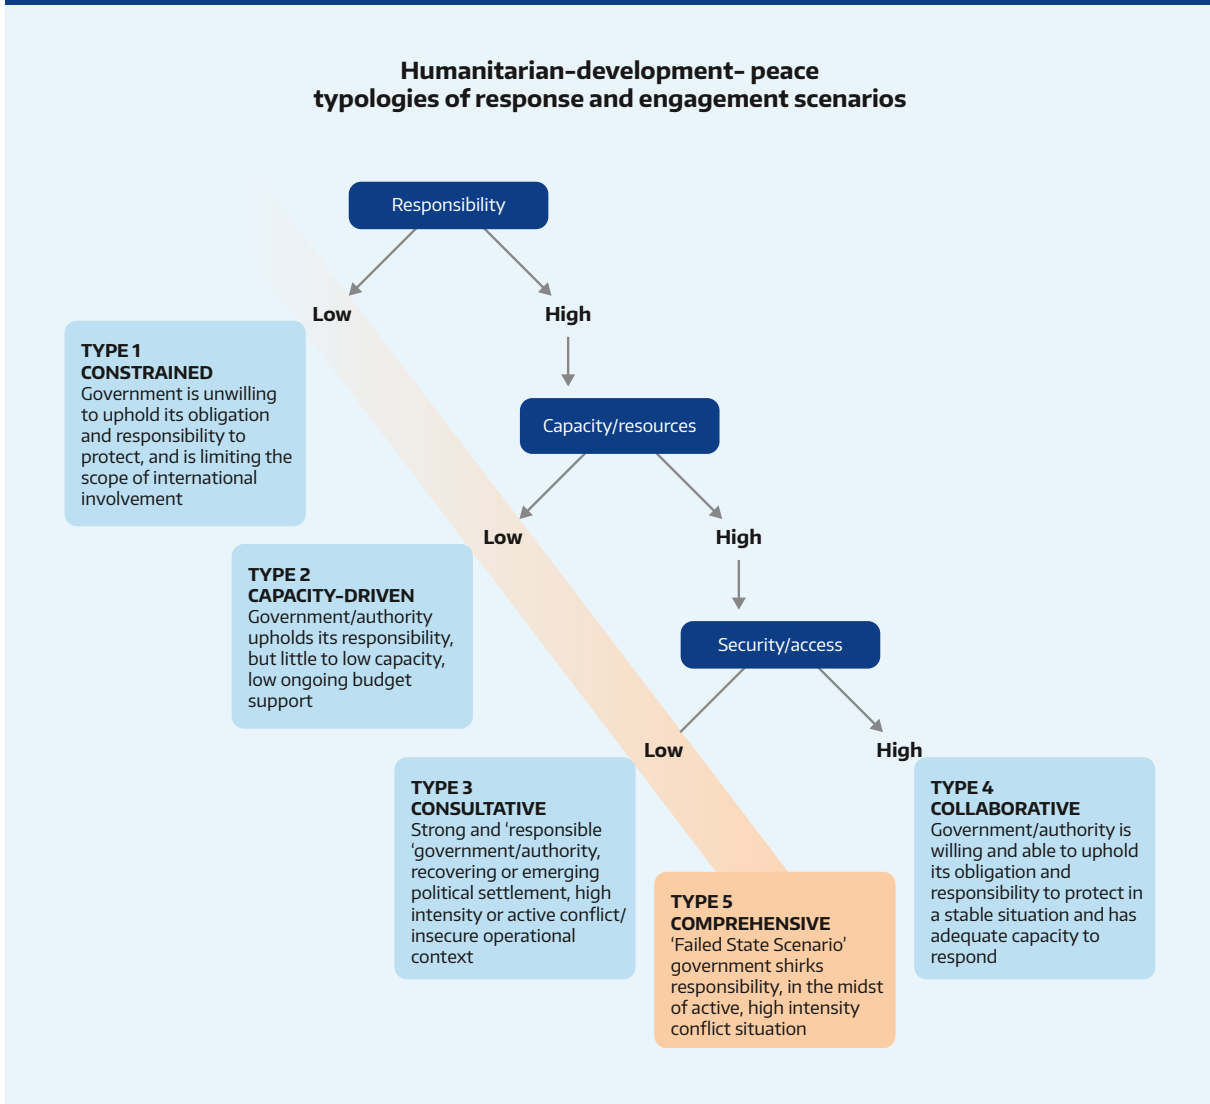 Humanitarian-development- peace
typologies of response and engagement scenarios
Responsibility
Low
High
TYPE 1
CONSTRAINED
Government is unwilling
to uphold its obligation
and responsibility to
protect, and is limiting the
scope of international
involvement
Capacity/resources
Low
High
TYPE 2
CAPACITY-DRIVEN
Government/authority
upholds its responsibility,
but little to low capacity,
low ongoing budget
support
Security/access
Low
High
TYPE 3
CONSULTATIVE
Strong and ‘responsible
‘government/authority,
recovering or emerging
political settlement, high
intensity or active conflict/
insecure operational
context
TYPE 4
COLLABORATIVE
Government/authority is
willing and able to uphold
its obligation and
responsibility to protect in
a stable situation and has
adequate capacity to
respond
TYPE 5
COMPREHENSIVE
‘Failed State Scenario’
government shirks
responsibility, in the midst
of active, high intensity
conflict situation